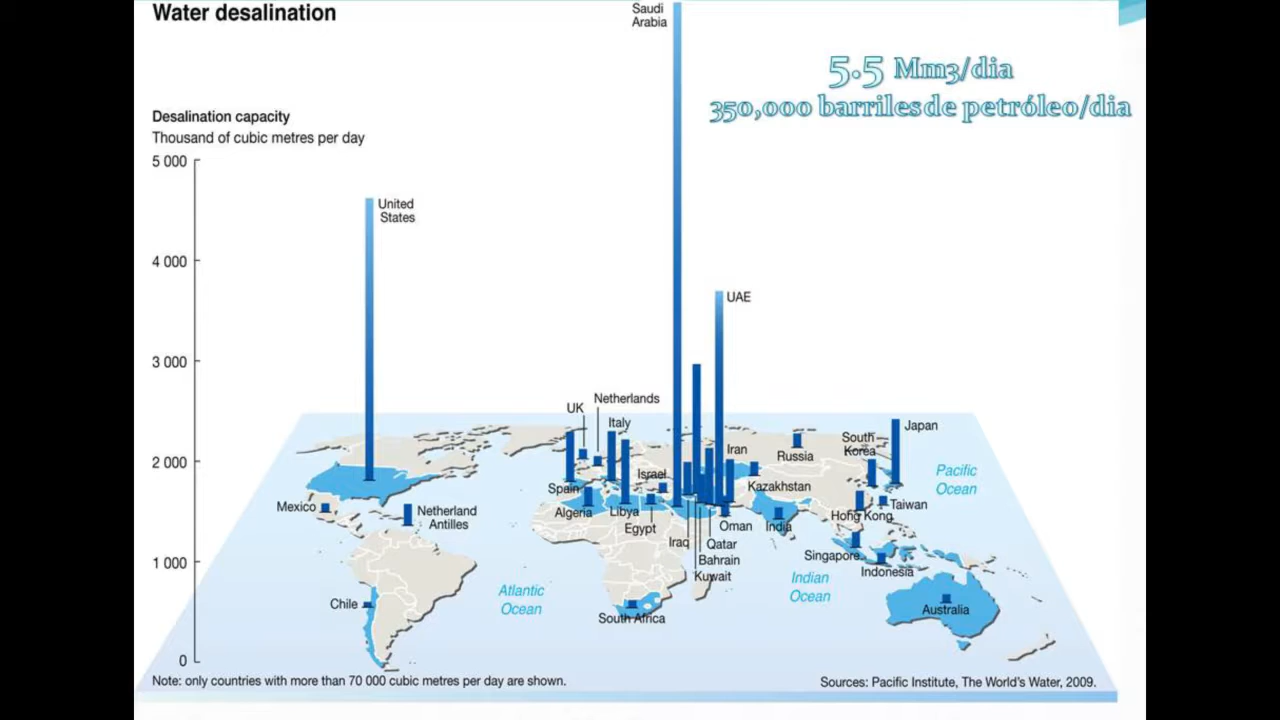 Water desalination
Saudi
Arabia
5.5 Mm3/dia
350,000 barriles de petróleo/dia
Desalination capacity
Thousand of cubic metres per day
5 000
United
States
4 000
UAE
3 000
Netherlands
UK
Italy
Japan
South
Korea
Iran
Russia
2 000
Israel
Pacific
Ocean
Spain
Kazakhstan
Mexico
Netherland
Antilles
Algeria
Libya
Egypt
Oman
India
Hong Kong
Taiwan
Iraq
Qatar
Bahrain
Kuwait
Singapore
Indonesia
1 000
Indian
Ocean
Atlantic
Ocean
Chile
South Africa
Australia
0
Note: only countries with more than 70 000 cubic metres per day are shown.
Sources: Pacific Institute, The World's Water, 2009.